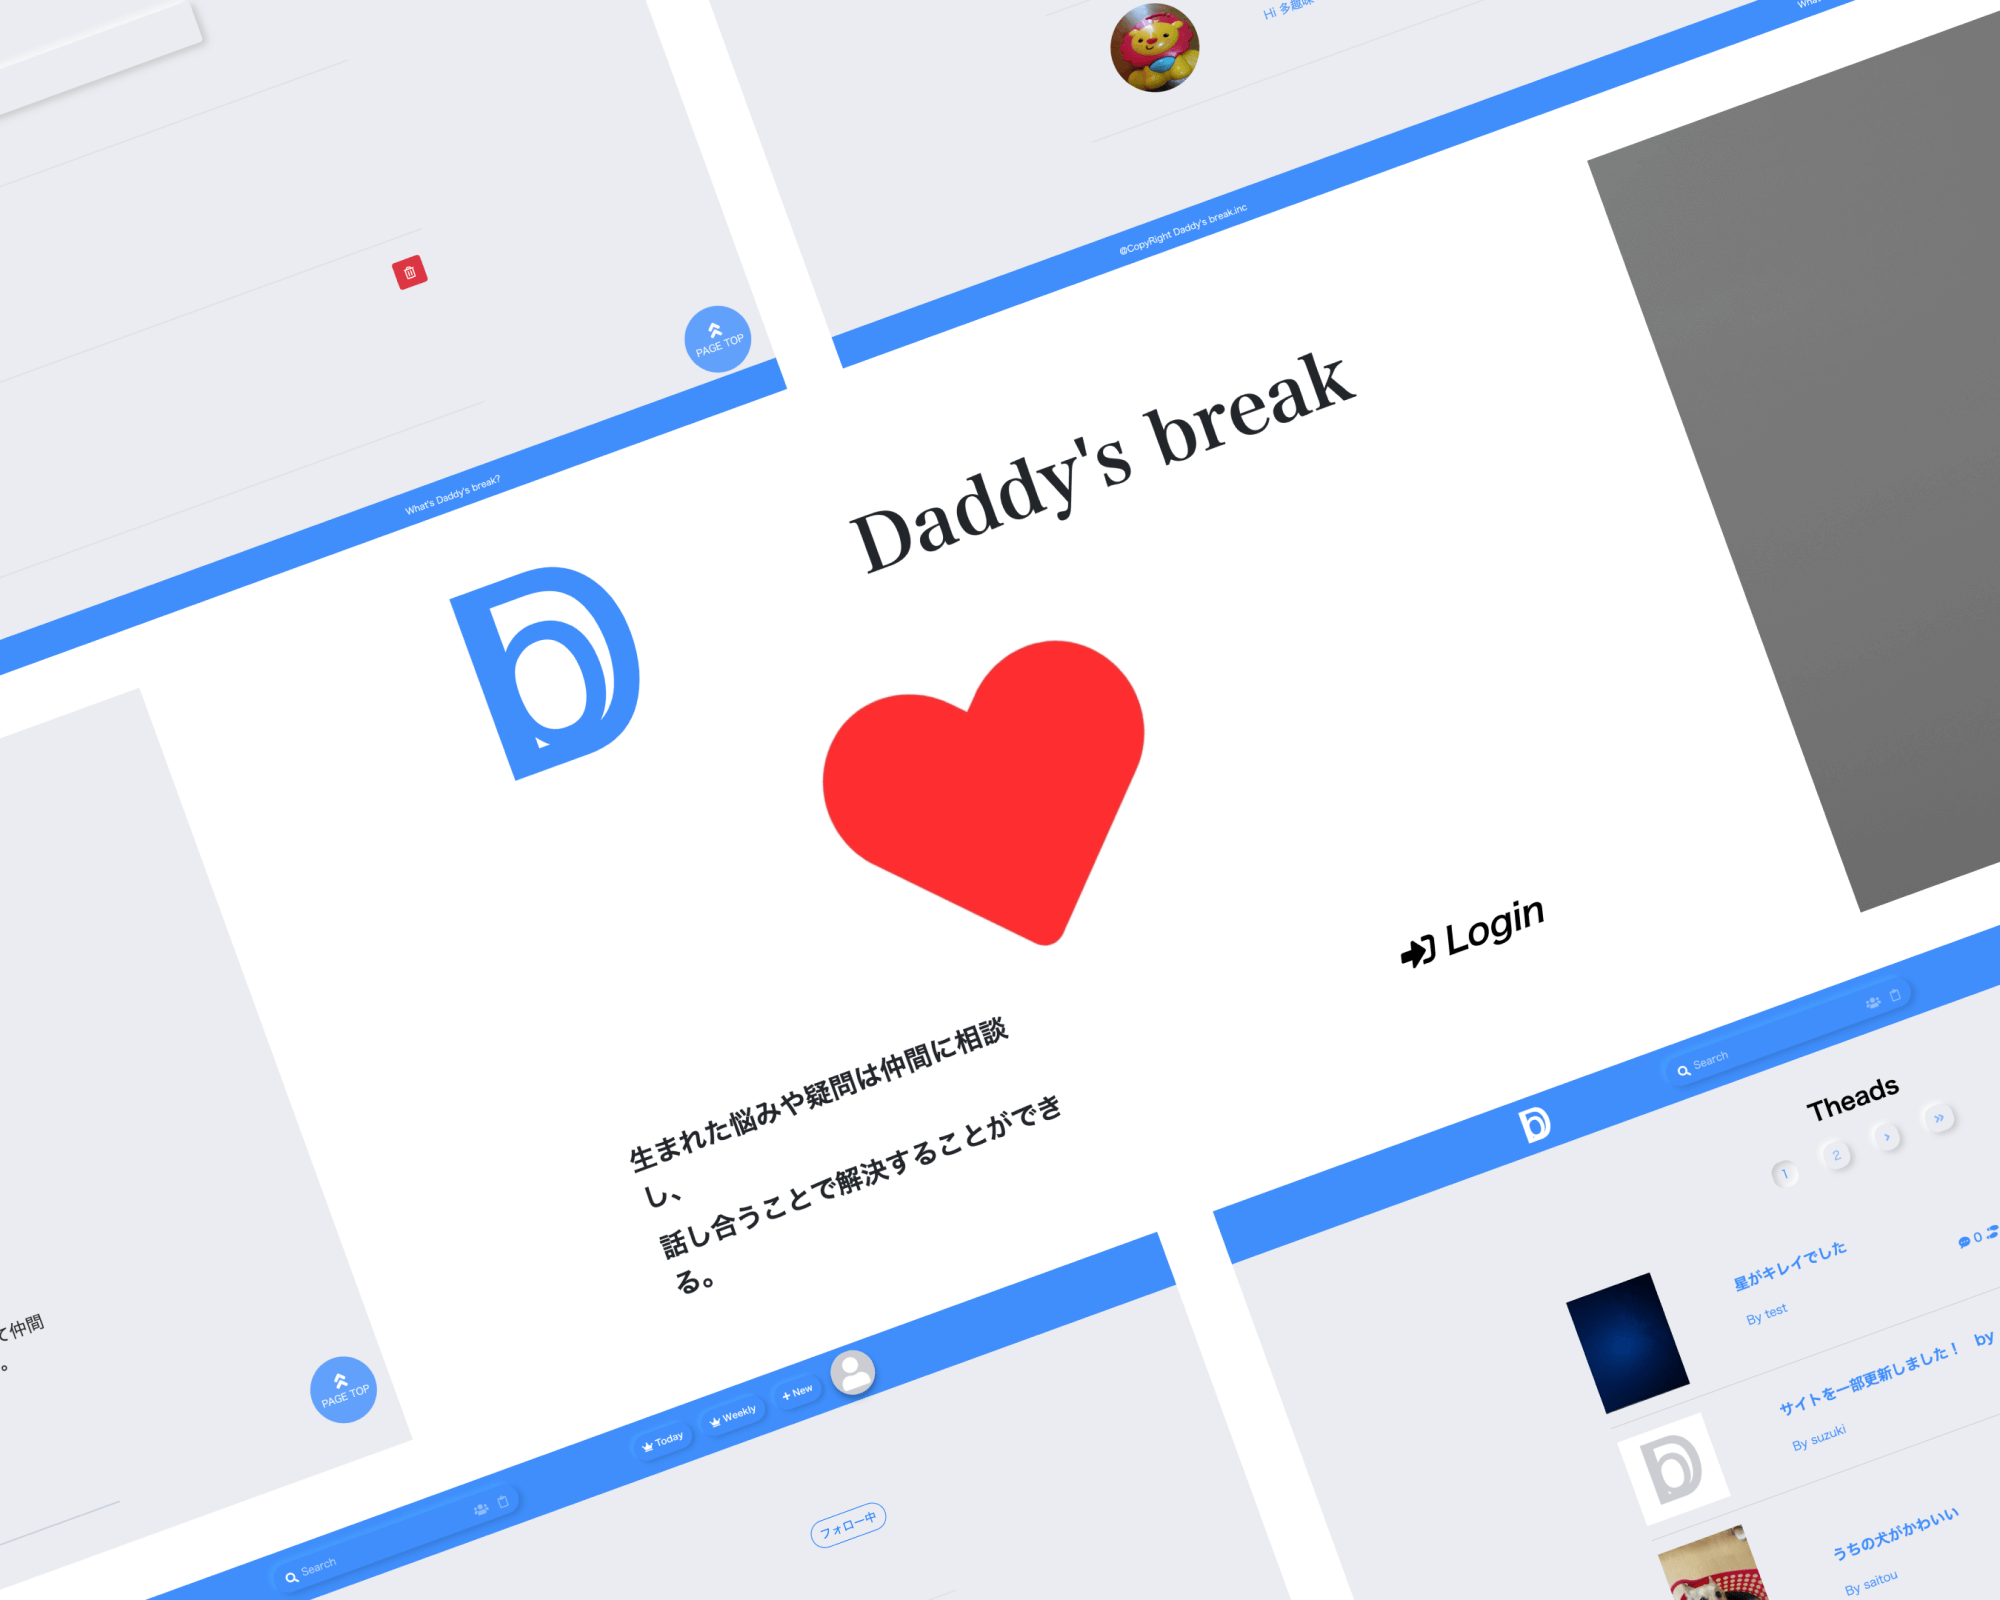 Hi 多趣味
@CopyRight Daddy's break.inc
PAGE TOP
What's Daddy's break?
Daddy's break
Login
生まれた悩みや疑問は仲間に相談
し、
話し合うことで解決することができ
る。
て仲間
。
PAGE TOP
Search
Today
Weekly
+ New
フォロー中
Search
Theads
1
2
›
»
星がキレイでした
0
By test
サイトを一部更新しました！ by
By suzuki
うちの犬がかわいい
By saitou